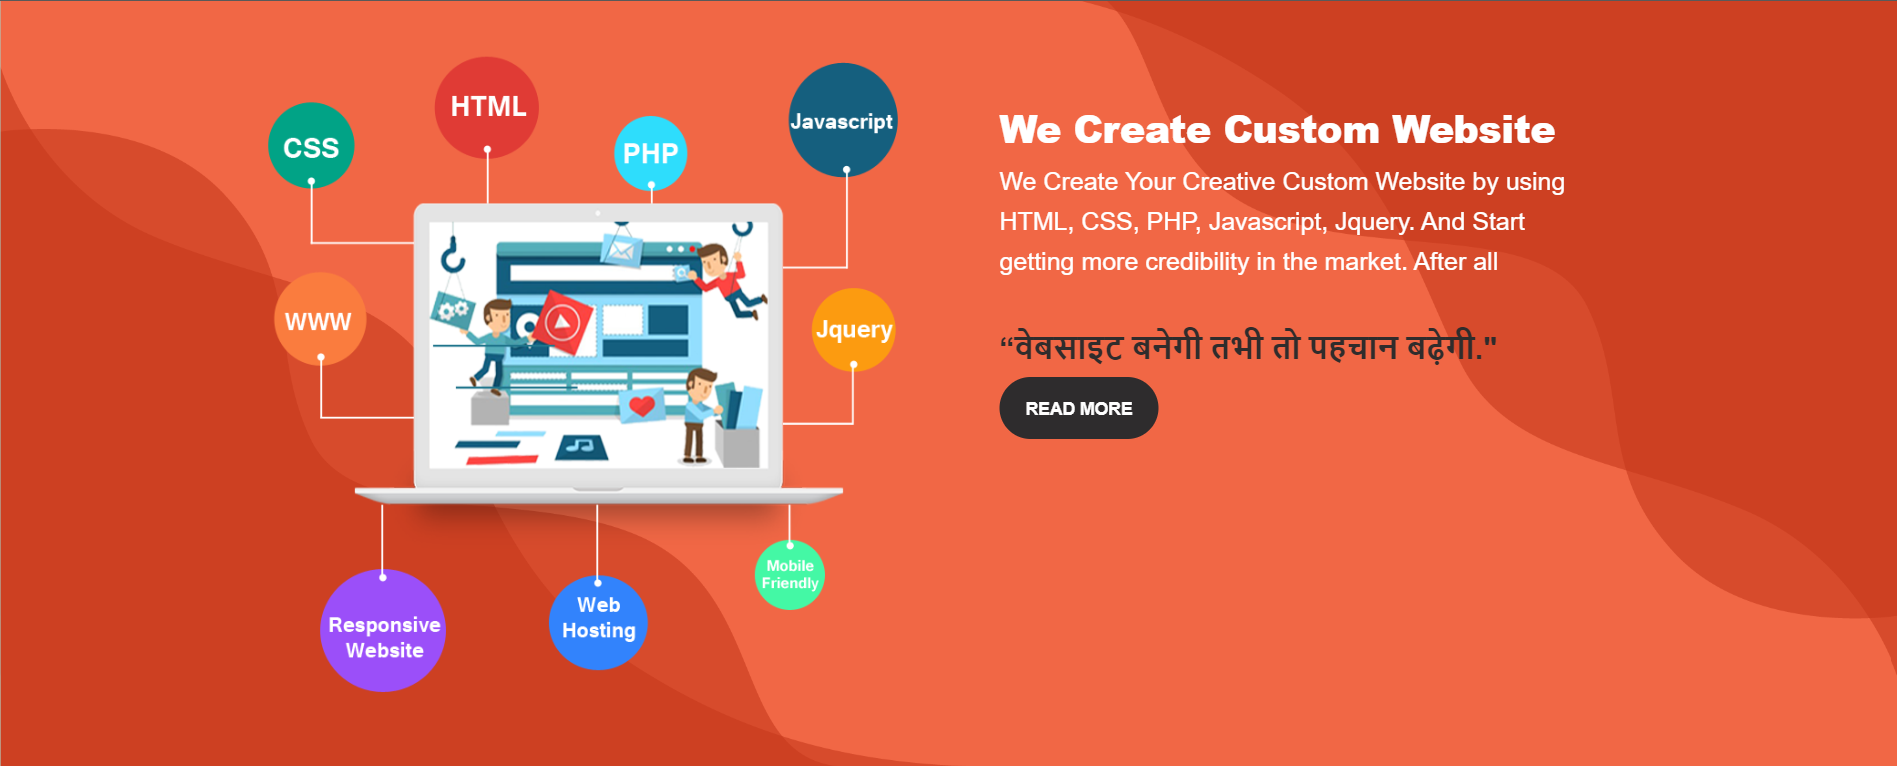 CSS
HTML
PHP
Javascript
WWW
Jquery
Responsive
Website
Web
Hosting
Mobile
Friendly
We Create Custom Website
We Create Your Creative Custom Website by using
HTML, CSS, PHP, Javascript, Jquery. And Start
getting more credibility in the market. After all
“वेबसाइट बनेगी तभी तो पहचान बढ़ेगी."
READ MORE